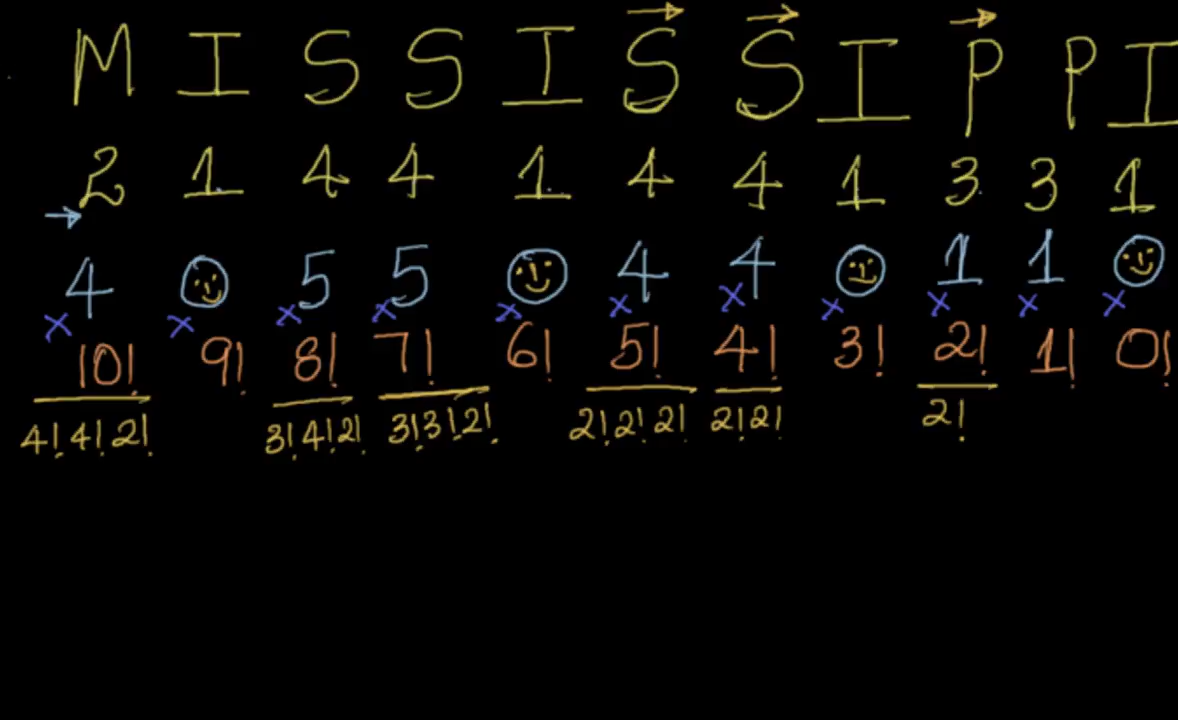 M I S S I S S I P P I
2 1 4 4 1 4 4 1 3 3 1
4 5 5 4 4 1 1
x x x x x x x x x x x
10! 9! 8! 7! 6! 5! 4! 3! 2! 1! 0!
4! 4! 2! 3! 4! 2! 3! 3! 2! 2! 2! 2! 2! 2! 2!